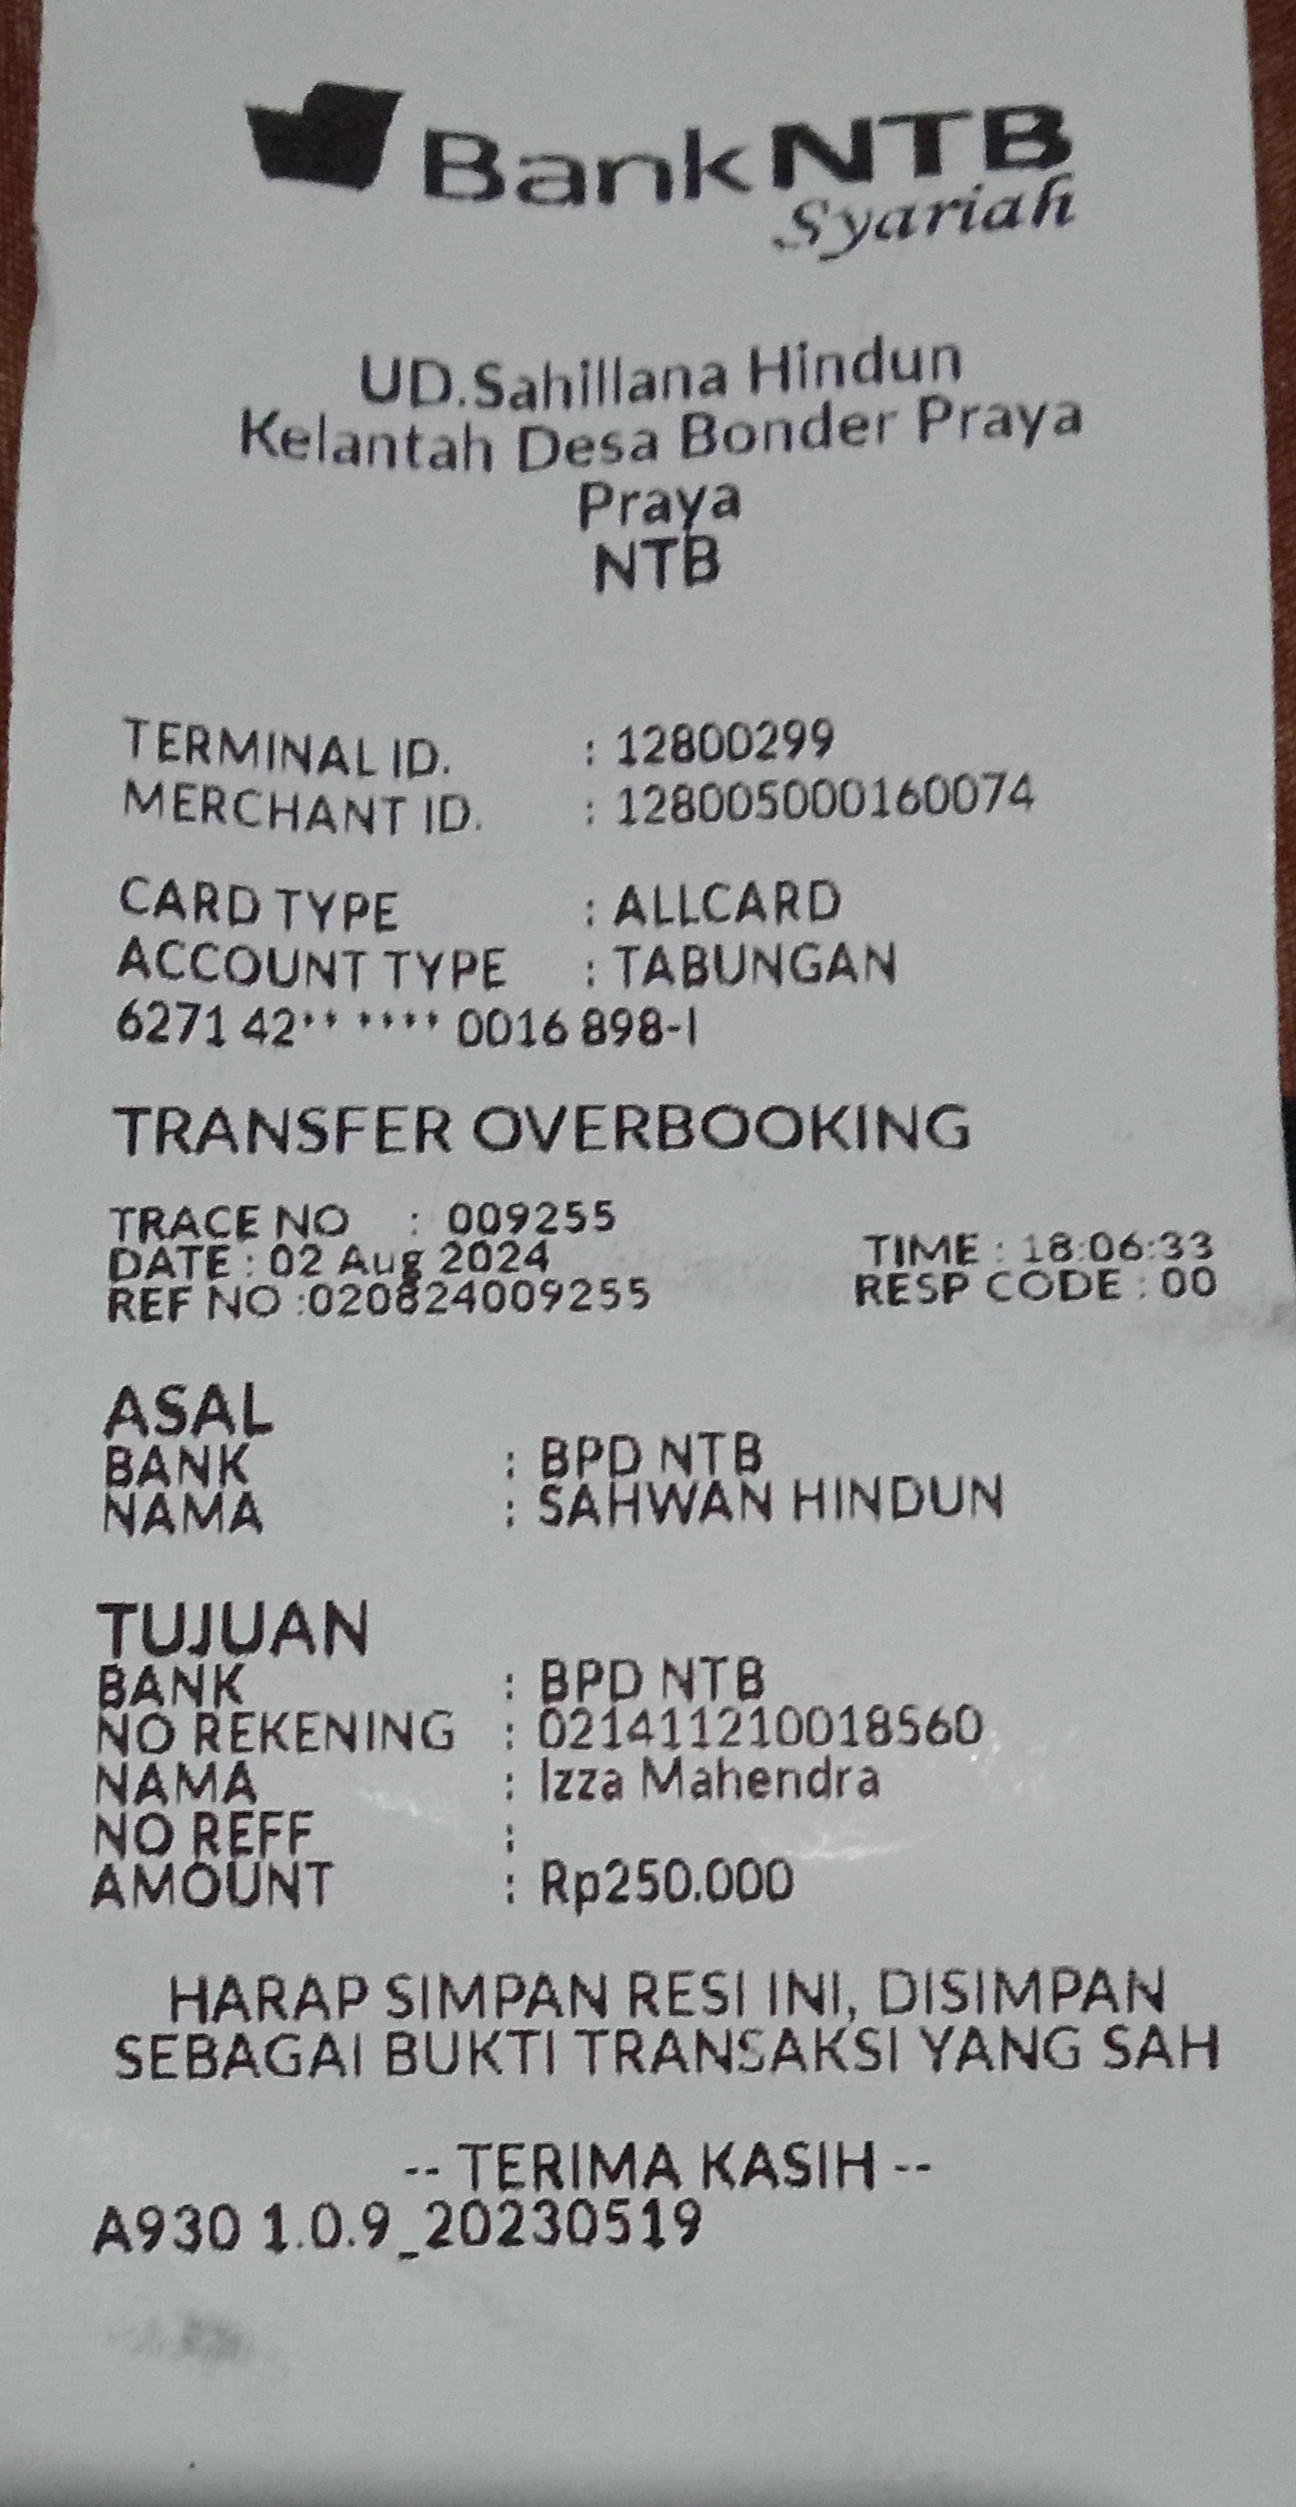 BankNTB
Syariah
UD.Sahillana Hindun
Kelantah Desa Bonder Praya
Praya
NTB
TERMINAL ID. : 12800299
MERCHANT ID. : 128005000160074
CARD TYPE : ALLCARD
ACCOUNT TYPE : TABUNGAN
6271 42** **** 0016 898-I
TRANSFER OVERBOOKING
TRACE NO : 009255
DATE : 02 Aug 2024 TIME : 18:06:33
REF NO :020824009255 RESP CODE : 00
ASAL
BANK : BPD NTB
NAMA : SAHWAN HINDUN
TUJUAN
BANK : BPD NTB
NO REKENING : 021411210018560
NAMA : Izza Mahendra
NO REFF :
AMOUNT : Rp250.000
HARAP SIMPAN RESI INI, DISIMPAN
SEBAGAI BUKTI TRANSAKSI YANG SAH
-- TERIMA KASIH --
A930 1.0.9_20230519